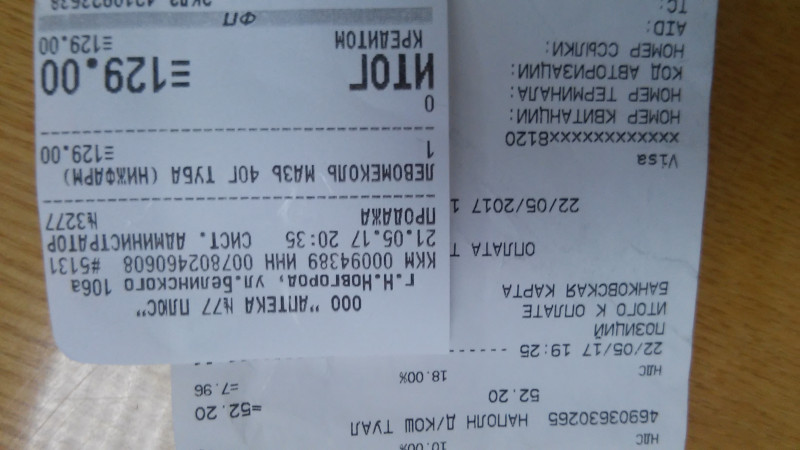 ООО "АПТЕКА №77 ПЛЮС"
г.Н.Новгород, ул.Белинского 106а
ККМ 00094389 ИНН 007802460608 #5131
21.05.17 20:35 СИСТ. АДМИНИСТРАТОР
ПРОДАЖА №3277
ЛЕВОМЕКОЛЬ МАЗЬ 40Г ТУБА (НИЖФАРМ)
1 ≡129.00
0
ИТОГ ≡129.00
КРЕДИТОМ ≡129.00
ФП
НДС 10.00%
46903630265 НАПОЛН Д/КОШ ТУАЛ
52.20 =52.20
НДС 18.00% =7.96
22/05/17 19:25
ПОЗИЦИЙ
ИТОГО К ОПЛАТЕ
БАНКОВСКАЯ КАРТА
ОПЛАТА Т
22/05/2017 1
Visa
xxxxxxxxxxxx8120
НОМЕР КВИТАНЦИИ:
НОМЕР ТЕРМИНАЛА:
КОД АВТОРИЗАЦИИ:
НОМЕР ССЫЛКИ:
AID:
TC: